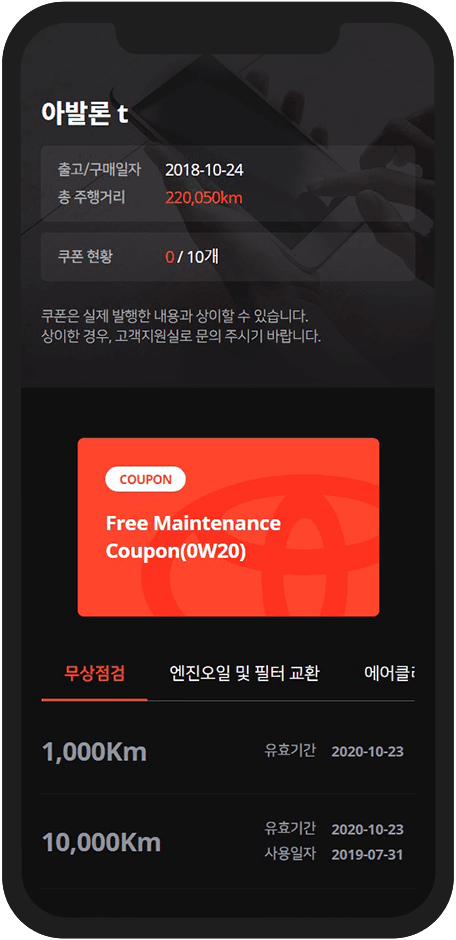 아발론 t
출고/구매일자 2018-10-24
총 주행거리 220,050km
쿠폰 현황 0 / 10개
쿠폰은 실제 발행한 내용과 상이할 수 있습니다.
상이한 경우, 고객지원실로 문의 주시기 바랍니다.
COUPON
Free Maintenance
Coupon(0W20)
무상점검 엔진오일 및 필터 교환 에어클
1,000Km 유효기간 2020-10-23
10,000Km 유효기간 2020-10-23
사용일자 2019-07-31